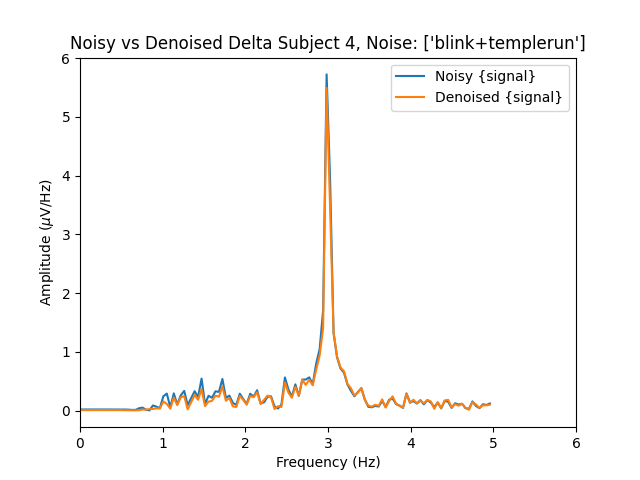 Noisy vs Denoised Delta Subject 4, Noise: ['blink+templerun']
Noisy {signal}
Denoised {signal}
Amplitude (μV/Hz)
6
5
4
3
2
1
0
0 1 2 3 4 5 6
Frequency (Hz)